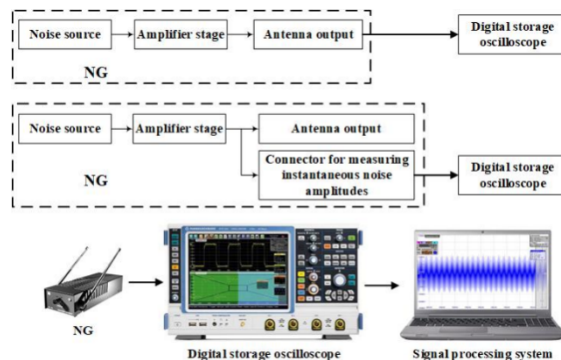 Noise source
Amplifier stage
Antenna output
Digital storage
oscilloscope
NG
Noise source
Amplifier stage
Antenna output
Connector for measuring
instantaneous noise
amplitudes
NG
Digital storage
oscilloscope
NG
Digital storage oscilloscope
Signal processing system